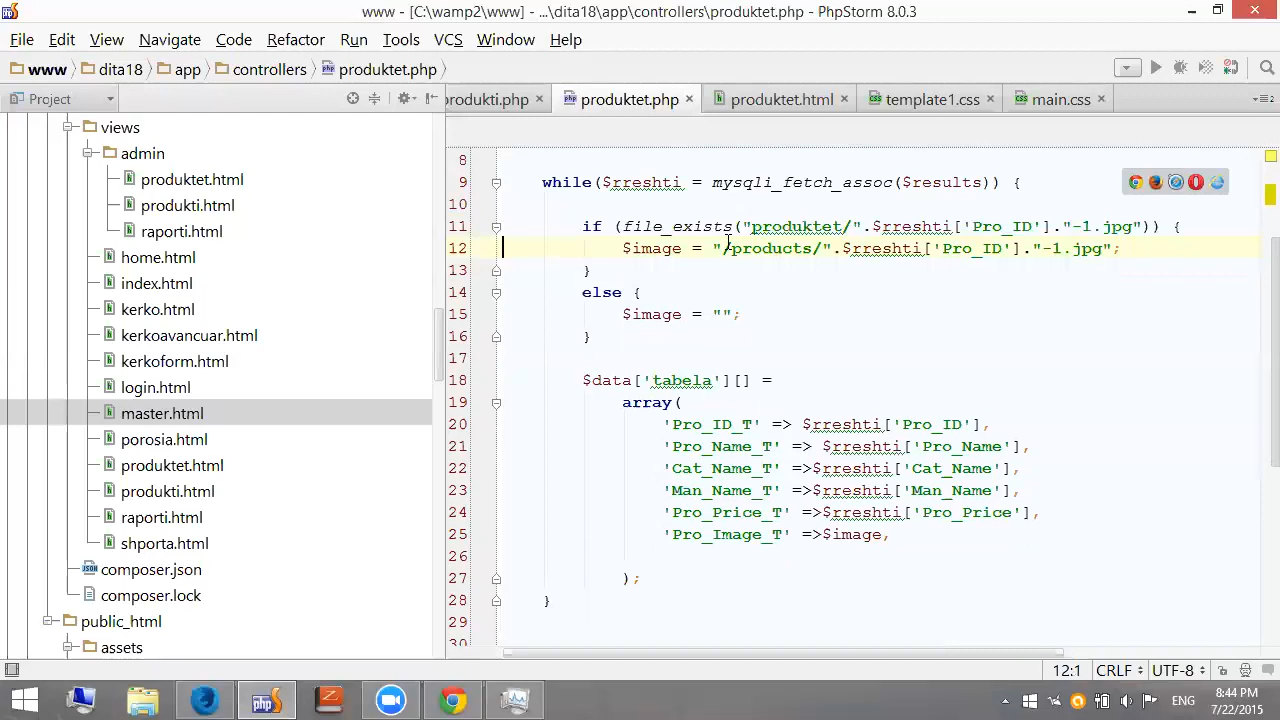 www - [C:\wamp2\www] - ...\dita18\app\controllers\produktet.php - PhpStorm 8.0.3
File Edit View Navigate Code Refactor Run Tools VCS Window Help
www dita18 app controllers produktet.php
Project
produkti.php produktet.php produktet.html template1.css main.css
views
admin
produktet.html
produkti.html
raporti.html
home.html
index.html
kerko.html
kerkoavancuar.html
kerkoform.html
login.html
master.html
porosia.html
produktet.html
produkti.html
raporti.html
shporta.html
composer.json
composer.lock
public_html
assets
8
9 while($rreshti = mysqli_fetch_assoc($results)) {
10
11 if (file_exists("produktet/".$rreshti['Pro_ID']."-1.jpg")) {
12 $image = "/products/".$rreshti['Pro_ID']."-1.jpg";
13 }
14 else {
15 $image = "";
16 }
17
18 $data['tabela'][] =
19 array(
20 'Pro_ID_T' => $rreshti['Pro_ID'],
21 'Pro_Name_T' => $rreshti['Pro_Name'],
22 'Cat_Name_T' =>$rreshti['Cat_Name'],
23 'Man_Name_T' =>$rreshti['Man_Name'],
24 'Pro_Price_T' =>$rreshti['Pro_Price'],
25 'Pro_Image_T' =>$image,
26
27 );
28 }
29
30
12:1 CRLF UTF-8
ENG
8:44 PM
7/22/2015